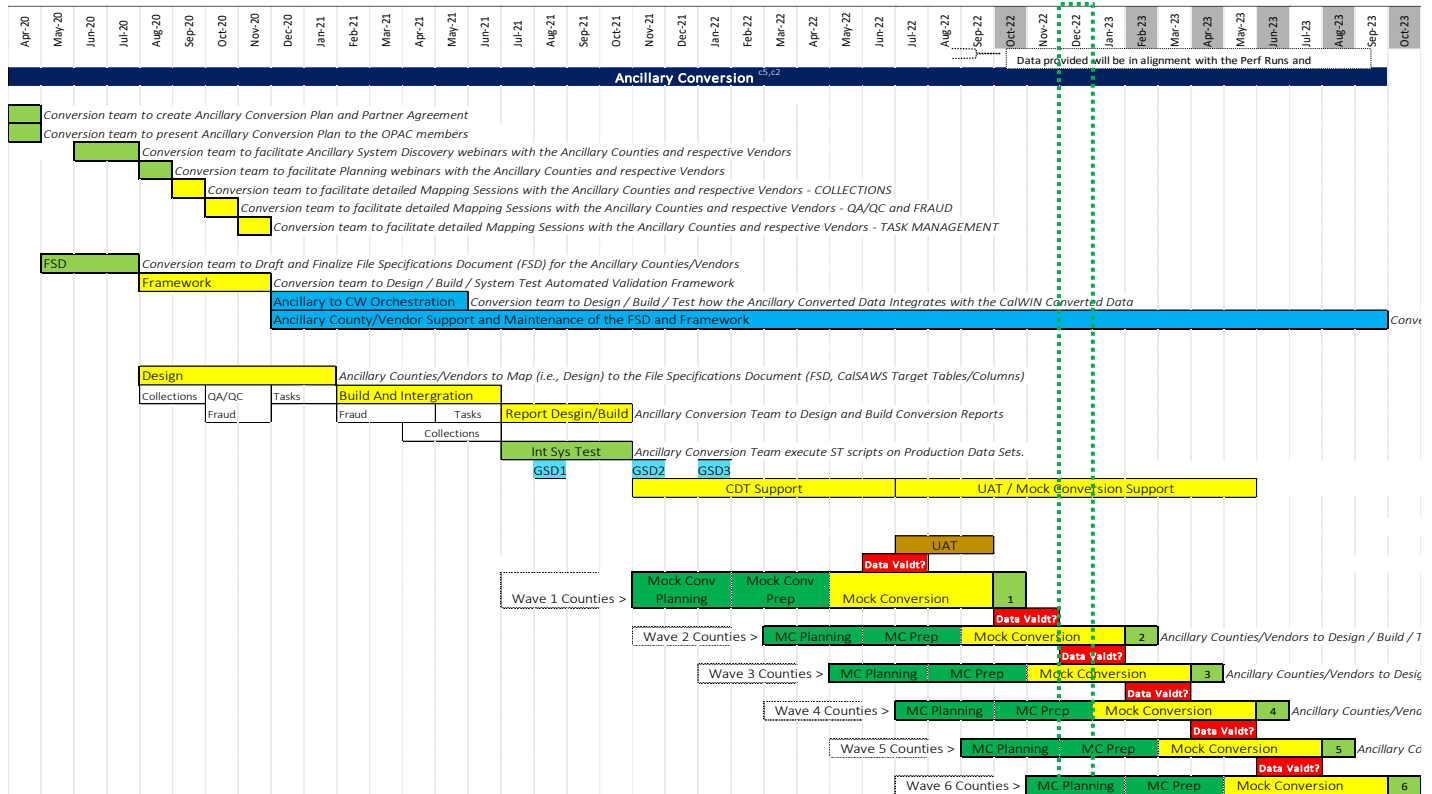 Apr-20 May-20 Jun-20 Jul-20 Aug-20 Sep-20 Oct-20 Nov-20 Dec-20 Jan-21 Feb-21 Mar-21 Apr-21 May-21 Jun-21 Jul-21 Aug-21 Sep-21 Oct-21 Nov-21 Dec-21 Jan-22 Feb-22 Mar-22 Apr-22 May-22 Jun-22 Jul-22 Aug-22 Sep-22 Oct-22 Nov-22 Dec-22 Jan-23 Feb-23 Mar-23 Apr-23 May-23 Jun-23 Jul-23 Aug-23 Sep-23 Oct-23
Data provided will be in alignment with the Perf Runs and
Ancillary Conversion c5,c2
Conversion team to create Ancillary Conversion Plan and Partner Agreement
Conversion team to present Ancillary Conversion Plan to the OPAC members
Conversion team to facilitate Ancillary System Discovery webinars with the Ancillary Counties and respective Vendors
Conversion team to facilitate Planning webinars with the Ancillary Counties and respective Vendors
Conversion team to facilitate detailed Mapping Sessions with the Ancillary Counties and respective Vendors - COLLECTIONS
Conversion team to facilitate detailed Mapping Sessions with the Ancillary Counties and respective Vendors - QA/QC and FRAUD
Conversion team to facilitate detailed Mapping Sessions with the Ancillary Counties and respective Vendors - TASK MANAGEMENT
FSD Conversion team to Draft and Finalize File Specifications Document (FSD) for the Ancillary Counties/Vendors
Framework Conversion team to Design / Build / System Test Automated Validation Framework
Ancillary to CW Orchestration Conversion team to Design / Build / Test how the Ancillary Converted Data Integrates with the CalWIN Converted Data
Ancillary County/Vendor Support and Maintenance of the FSD and Framework Conve
Design Ancillary Counties/Vendors to Map (i.e., Design) to the File Specifications Document (FSD, CalSAWS Target Tables/Columns)
Collections QA/QC Tasks Build And Intergration
Fraud Fraud Tasks Report Desgin/Build Ancillary Conversion Team to Design and Build Conversion Reports
Collections
Int Sys Test Ancillary Conversion Team execute ST scripts on Production Data Sets.
GSD1 GSD2 GSD3
CDT Support UAT / Mock Conversion Support
UAT
Data Valdt?
Wave 1 Counties > Mock Conv Planning Mock Conv Prep Mock Conversion 1
Data Valdt?
Wave 2 Counties > MC Planning MC Prep Mock Conversion 2 Ancillary Counties/Vendors to Design / Build / T
Data Valdt?
Wave 3 Counties > MC Planning MC Prep Mock Conversion 3 Ancillary Counties/Vendors to Desig
Data Valdt?
Wave 4 Counties > MC Planning MC Prep Mock Conversion 4 Ancillary Counties/Vend
Data Valdt?
Wave 5 Counties > MC Planning MC Prep Mock Conversion 5 Ancillary Co
Data Valdt?
Wave 6 Counties > MC Planning MC Prep Mock Conversion 6